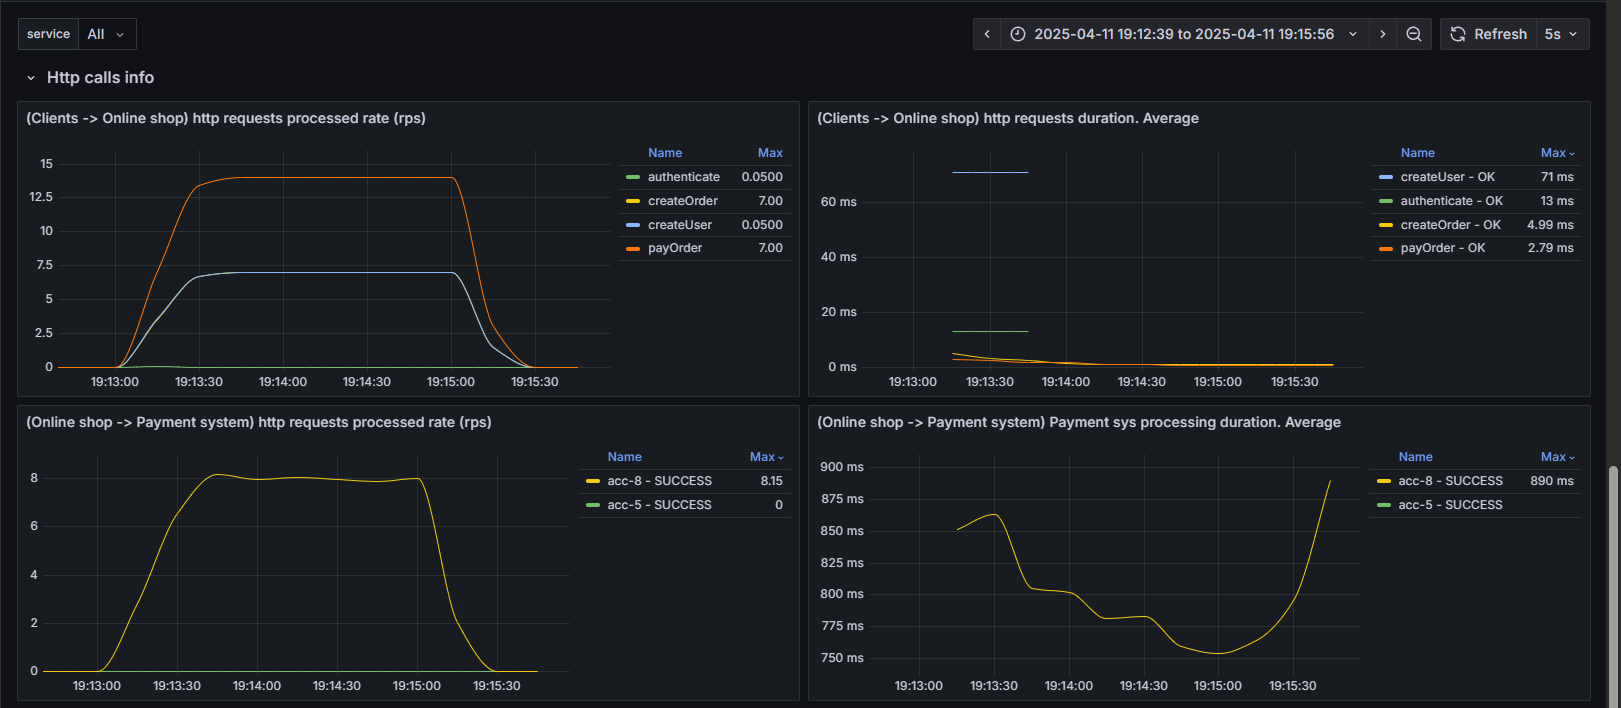 service All 2025-04-11 19:12:39 to 2025-04-11 19:15:56 Refresh 5s
Http calls info
(Clients -> Online shop) http requests processed rate (rps)
Name Max
authenticate 0.0500
createOrder 7.00
createUser 0.0500
payOrder 7.00
15
12.5
10
7.5
5
2.5
0
19:13:00 19:13:30 19:14:00 19:14:30 19:15:00 19:15:30
(Clients -> Online shop) http requests duration. Average
Name Max
createUser - OK 71 ms
authenticate - OK 13 ms
createOrder - OK 4.99 ms
payOrder - OK 2.79 ms
60 ms
40 ms
20 ms
0 ms
19:13:00 19:13:30 19:14:00 19:14:30 19:15:00 19:15:30
(Online shop -> Payment system) http requests processed rate (rps)
Name Max
acc-8 - SUCCESS 8.15
acc-5 - SUCCESS 0
8
6
4
2
0
19:13:00 19:13:30 19:14:00 19:14:30 19:15:00 19:15:30
(Online shop -> Payment system) Payment sys processing duration. Average
Name Max
acc-8 - SUCCESS 890 ms
acc-5 - SUCCESS
900 ms
875 ms
850 ms
825 ms
800 ms
775 ms
750 ms
19:13:00 19:13:30 19:14:00 19:14:30 19:15:00 19:15:30